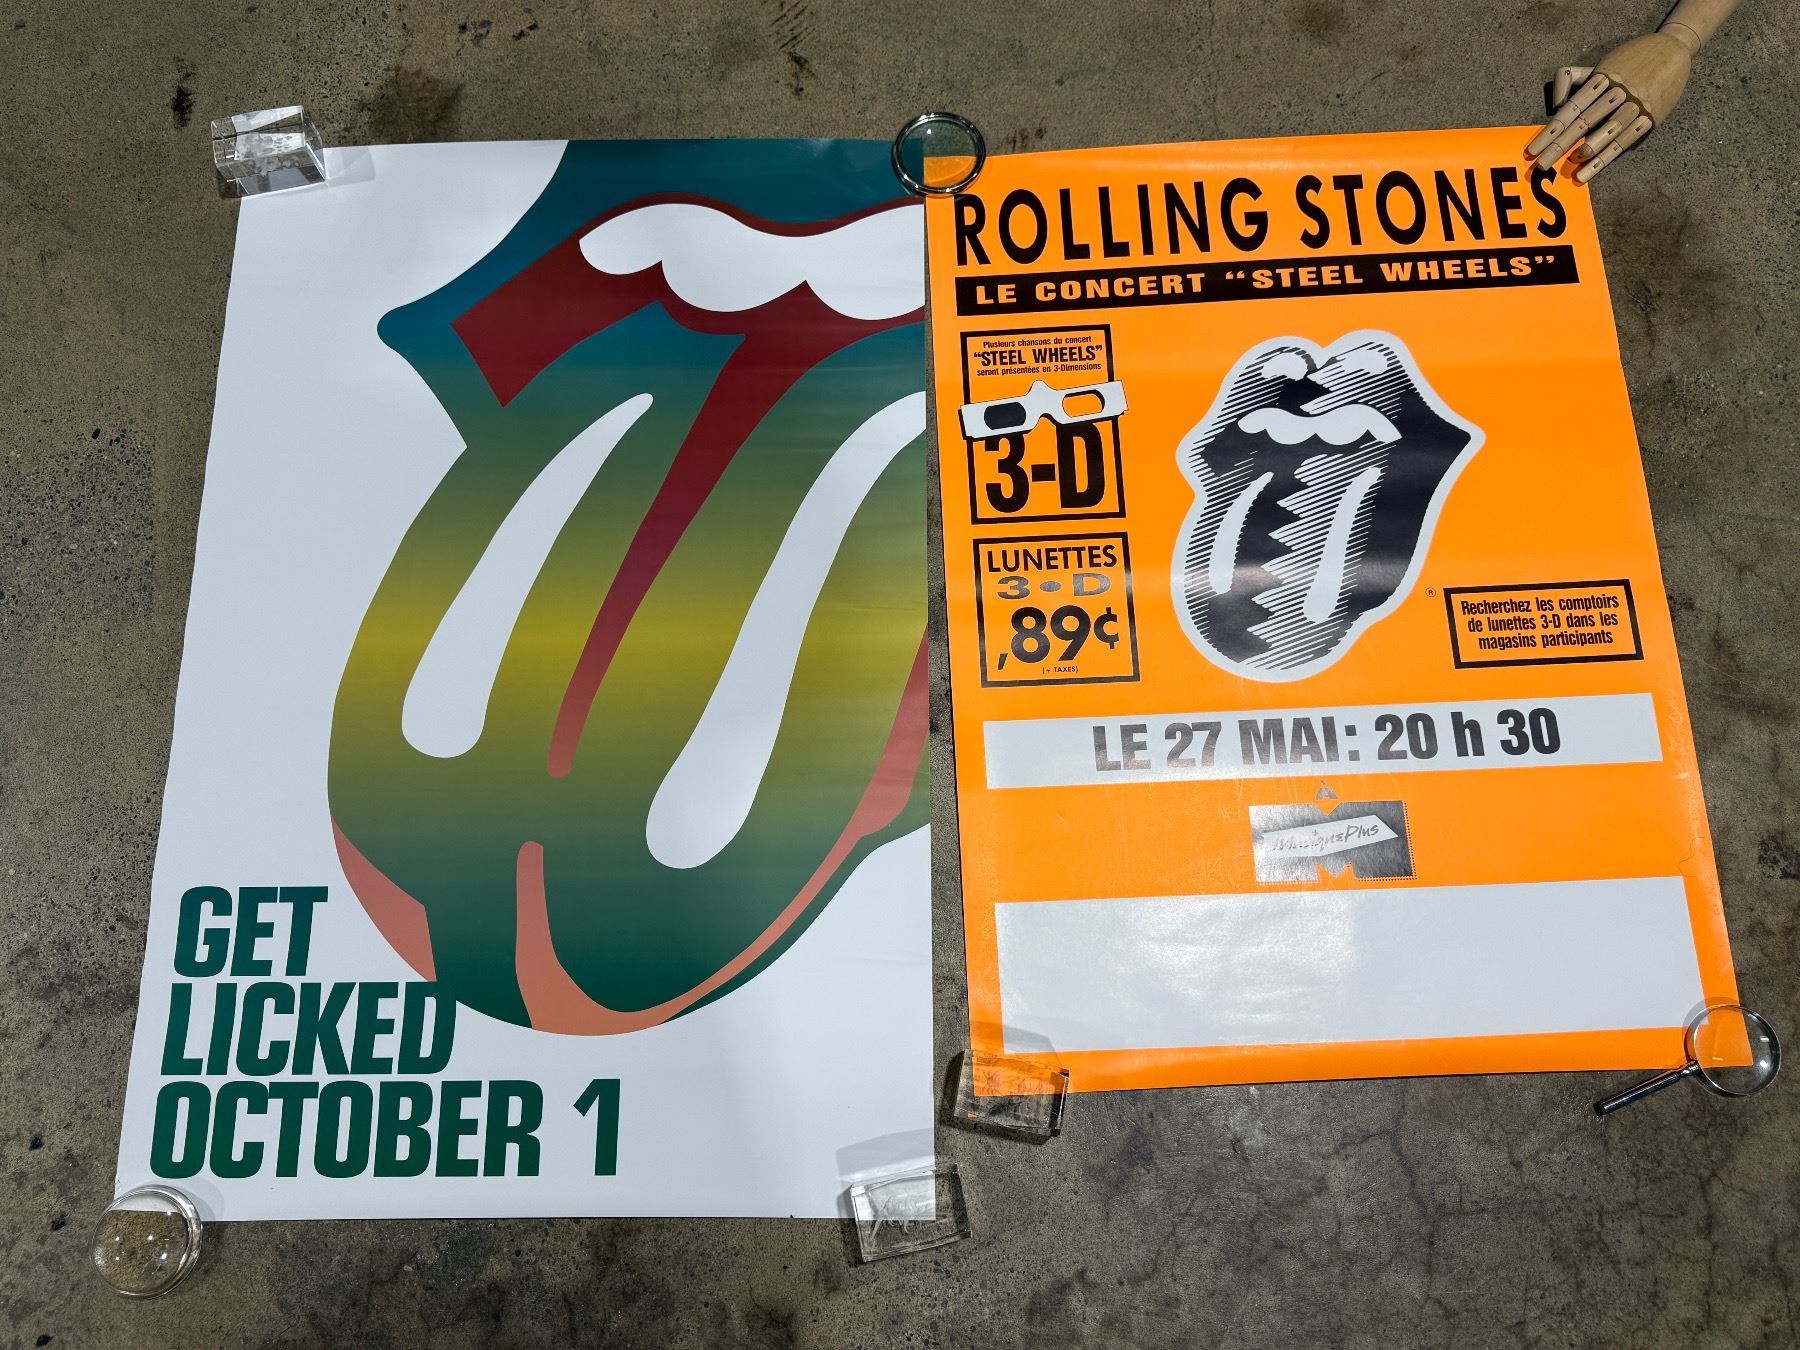 GET
LICKED
OCTOBER 1
ROLLING STONES
LE CONCERT "STEEL WHEELS"
Plusieurs chansons du concert
"STEEL WHEELS"
seront présentées en 3-Dimensions
3-D
LUNETTES
3•D
,89¢
(+ TAXES)
®
Recherchez les comptoirs
de lunettes 3-D dans les
magasins participants
LE 27 MAI: 20 h 30
À
MusiquePlus